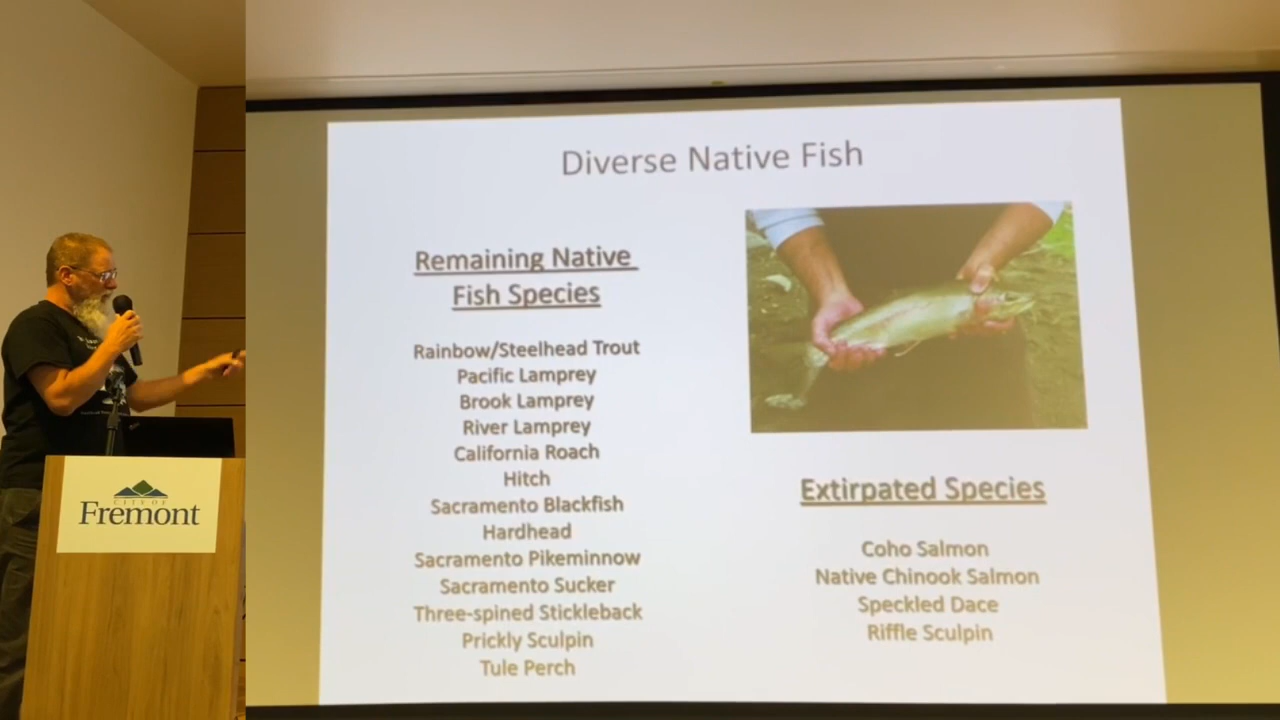 CITY OF
Fremont
Diverse Native Fish
Remaining Native
Fish Species
Rainbow/Steelhead Trout
Pacific Lamprey
Brook Lamprey
River Lamprey
California Roach
Hitch
Sacramento Blackfish
Hardhead
Sacramento Pikeminnow
Sacramento Sucker
Three-spined Stickleback
Prickly Sculpin
Tule Perch
Extirpated Species
Coho Salmon
Native Chinook Salmon
Speckled Dace
Riffle Sculpin